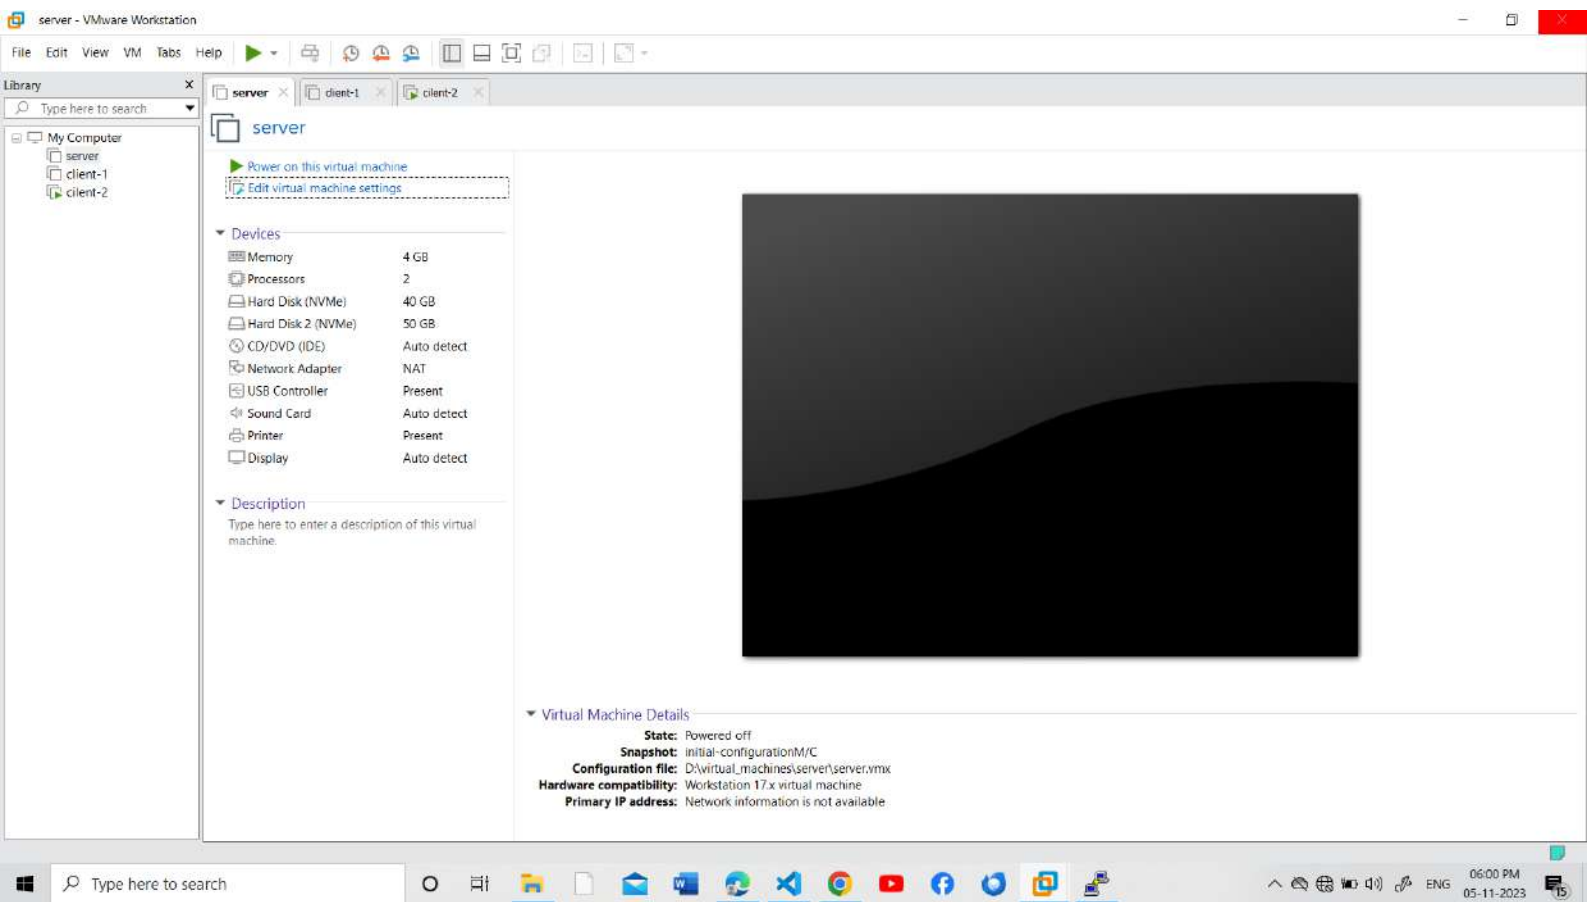 server - VMware Workstation
File Edit View VM Tabs Help
Library
Type here to search
My Computer
server
client-1
cilent-2
server
client-1
cilent-2
server
Power on this virtual machine
Edit virtual machine settings
Devices
Memory 4 GB
Processors 2
Hard Disk (NVMe) 40 GB
Hard Disk 2 (NVMe) 50 GB
CD/DVD (IDE) Auto detect
Network Adapter NAT
USB Controller Present
Sound Card Auto detect
Printer Present
Display Auto detect
Description
Type here to enter a description of this virtual
machine.
Virtual Machine Details
State: Powered off
Snapshot: initial-configurationM/C
Configuration file: D:\virtual_machines\server\server.vmx
Hardware compatibility: Workstation 17.x virtual machine
Primary IP address: Network information is not available
Type here to search
ENG
06:00 PM
05-11-2023
15